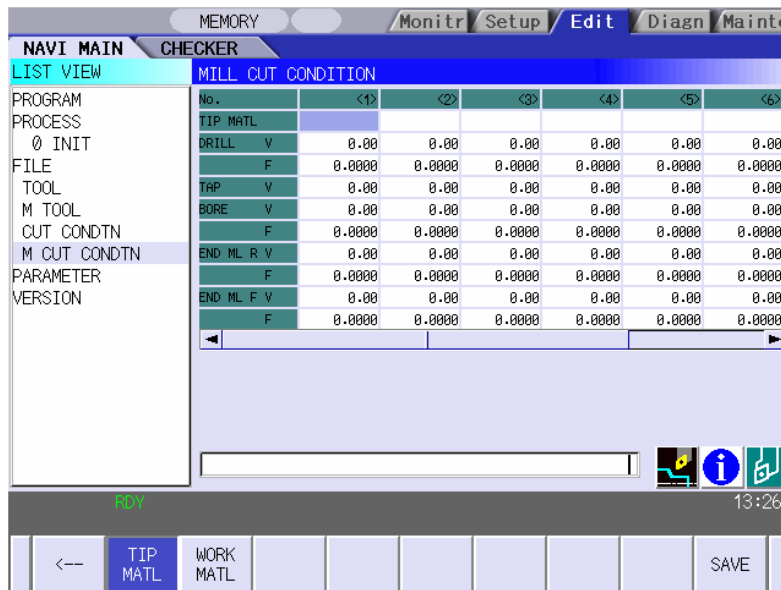 MEMORY Monitr Setup Edit Diagn Mainte
NAVI MAIN CHECKER
LIST VIEW
PROGRAM
PROCESS
0 INIT
FILE
TOOL
M TOOL
CUT CONDTN
M CUT CONDTN
PARAMETER
VERSION
MILL CUT CONDITION
No. <1> <2> <3> <4> <5> <6>
TIP MATL
DRILL V 0.00 0.00 0.00 0.00 0.00 0.00
F 0.0000 0.0000 0.0000 0.0000 0.0000 0.0000
TAP V 0.00 0.00 0.00 0.00 0.00 0.00
BORE V 0.00 0.00 0.00 0.00 0.00 0.00
F 0.0000 0.0000 0.0000 0.0000 0.0000 0.0000
END ML R V 0.00 0.00 0.00 0.00 0.00 0.00
F 0.0000 0.0000 0.0000 0.0000 0.0000 0.0000
END ML F V 0.00 0.00 0.00 0.00 0.00 0.00
F 0.0000 0.0000 0.0000 0.0000 0.0000 0.0000
RDY 13:26
<-- TIP MATL WORK MATL SAVE